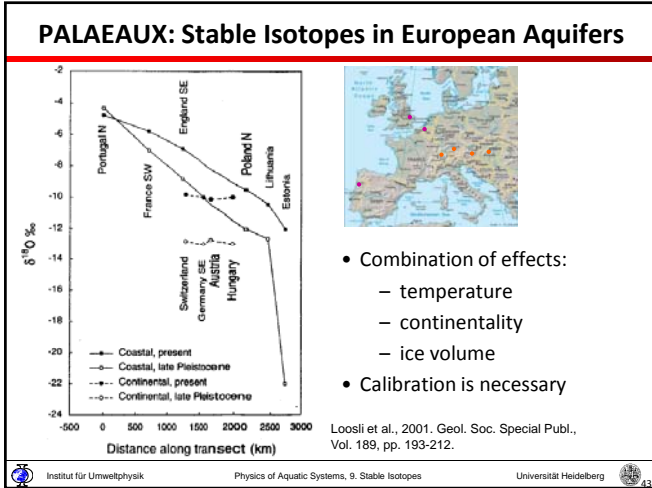 PALAEAUX: Stable Isotopes in European Aquifers
-2
-4
-6
-8
-10
-12
-14
-16
-18
-20
-22
-24
δ¹⁸O ‰
Portugal N
France SW
England SE
Poland N
Lithuania
Estonia
Switzerland
Germany SE
Austria
Hungary
Coastal, present
Coastal, late Pleistocene
Continental, present
Continental, late Pleistocene
-500 0 500 1000 1500 2000 2500 3000
Distance along transect (km)
• Combination of effects:
– temperature
– continentality
– ice volume
• Calibration is necessary
Loosli et al., 2001. Geol. Soc. Special Publ.,
Vol. 189, pp. 193-212.
Institut für Umweltphysik Physics of Aquatic Systems, 9. Stable Isotopes Universität Heidelberg 43